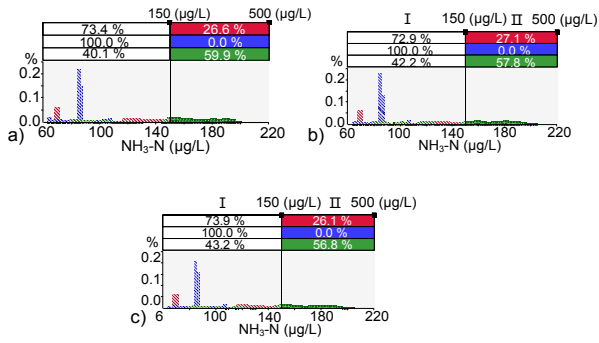 150 (µg/L) 500 (µg/L)
73.4 % 26.6 %
100.0 % 0.0 %
40.1 % 59.9 %
%
0.2
0.1
0.0
a) 60 100 140 180 220
NH₃-N (µg/L)
I 150 (µg/L) II 500 (µg/L)
72.9 % 27.1 %
100.0 % 0.0 %
42.2 % 57.8 %
%
0.2
0.1
0.0
b) 60 100 140 180 220
NH₃-N (µg/L)
I 150 (µg/L) II 500 (µg/L)
73.9 % 26.1 %
100.0 % 0.0 %
43.2 % 56.8 %
%
0.2
0.1
0.0
c) 6 100 140 180 220
NH₃-N (µg/L)